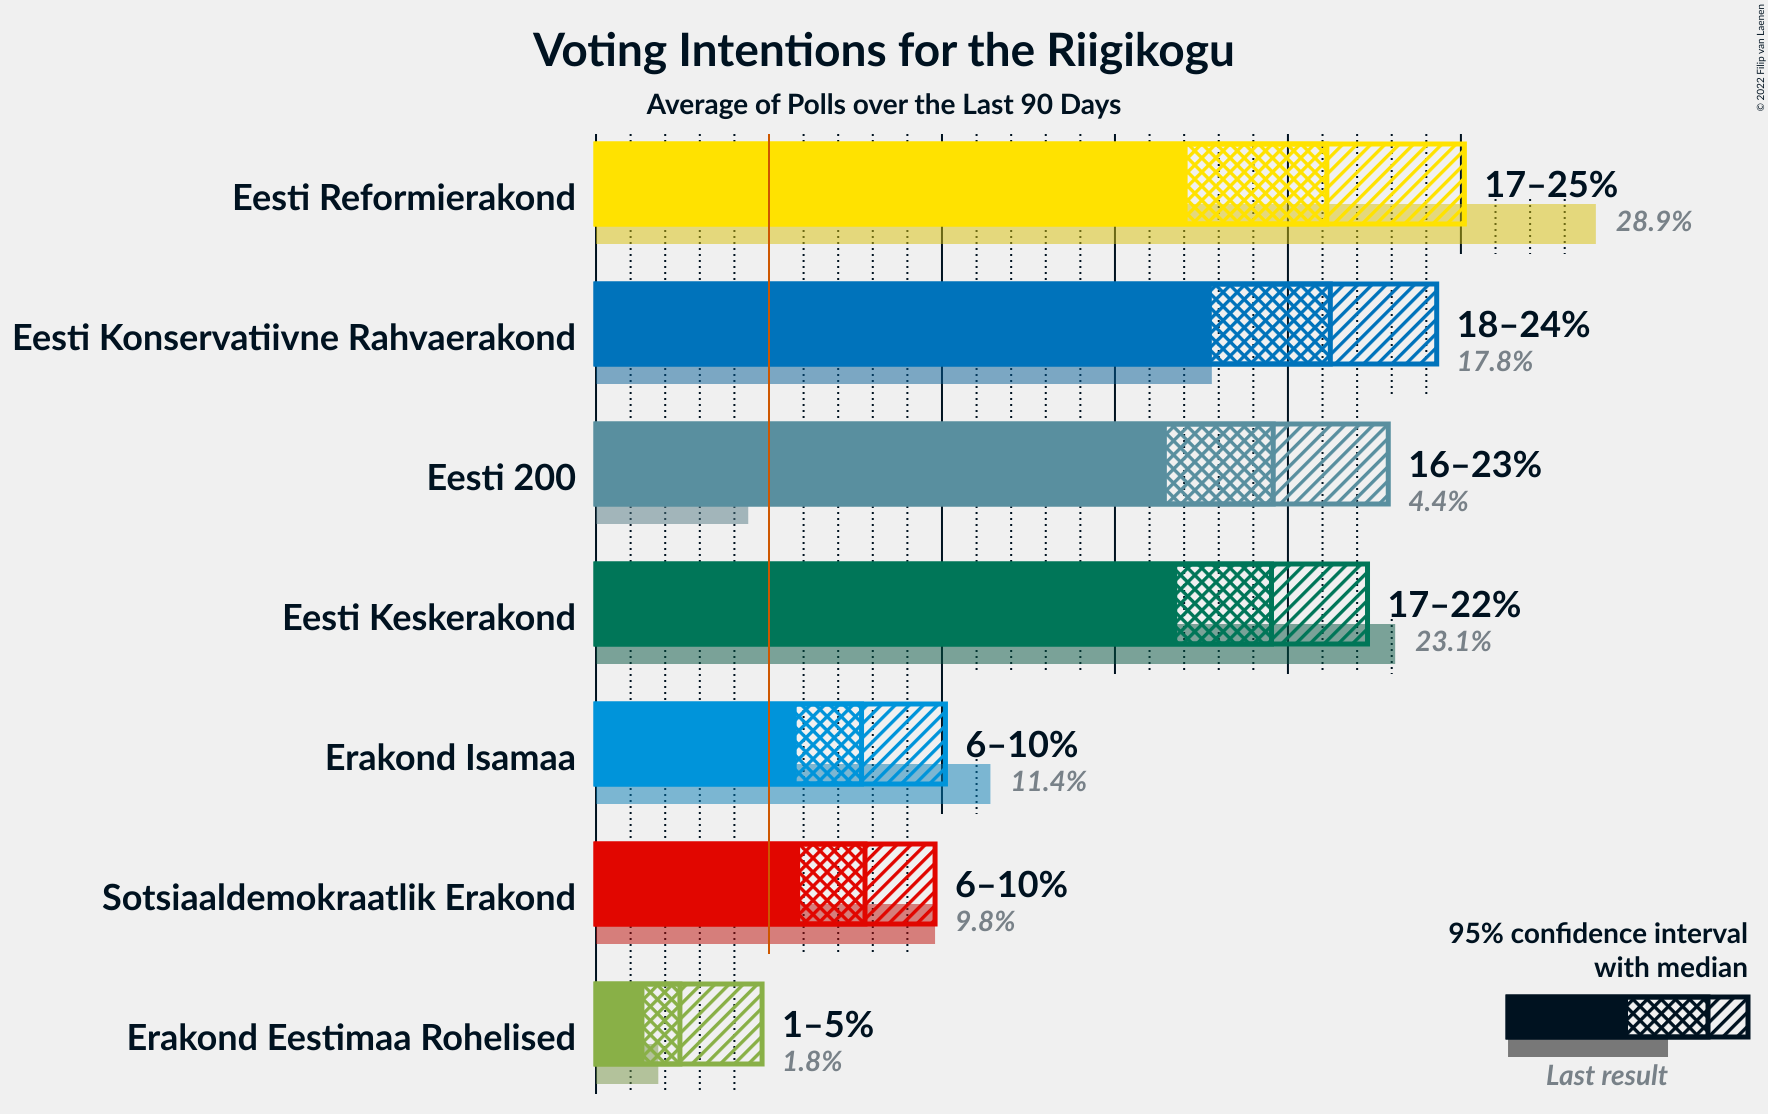 Voting Intentions for the Riigikogu
Average of Polls over the Last 90 Days
© 2022 Filip van Laenen
Eesti Reformierakond
17–25%
28.9%
Eesti Konservatiivne Rahvaerakond
18–24%
17.8%
Eesti 200
16–23%
4.4%
Eesti Keskerakond
17–22%
23.1%
Erakond Isamaa
6–10%
11.4%
Sotsiaaldemokraatlik Erakond
6–10%
9.8%
Erakond Eestimaa Rohelised
1–5%
1.8%
95% confidence interval
with median
Last result